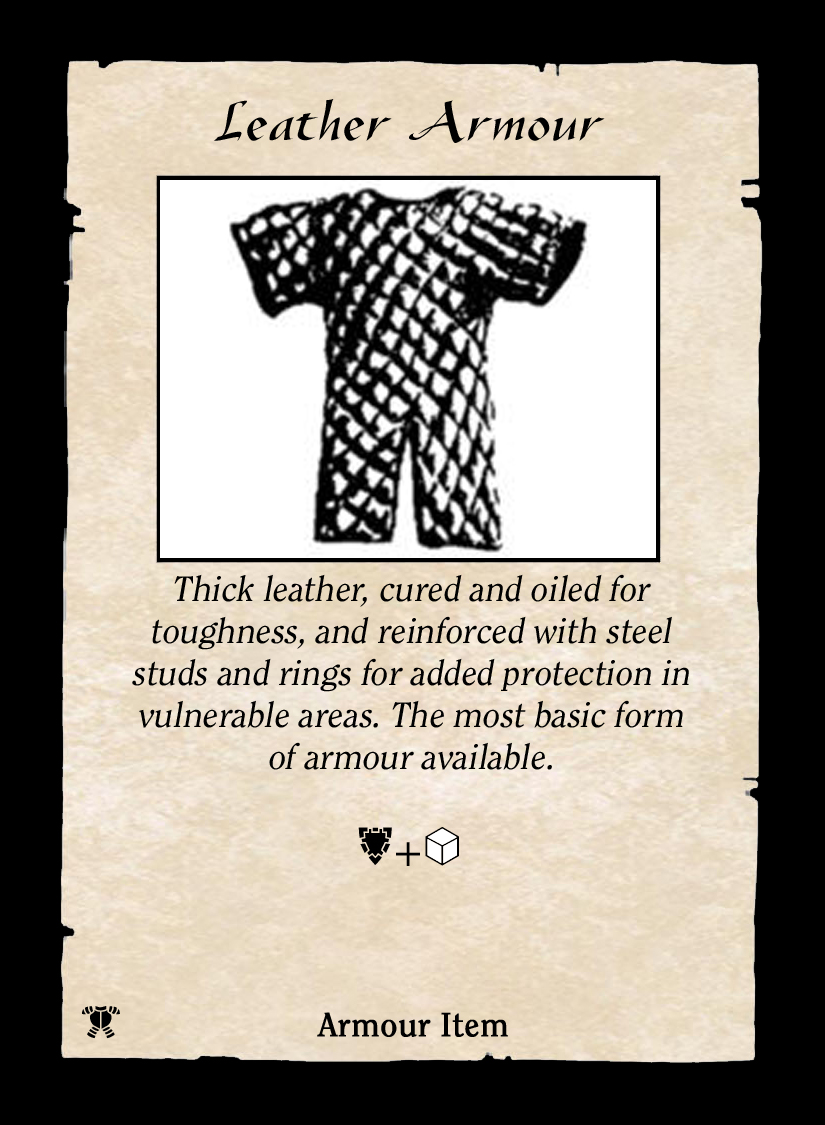 Leather Armour
Thick leather, cured and oiled for
toughness, and reinforced with steel
studs and rings for added protection in
vulnerable areas. The most basic form
of armour available.
+
Armour Item